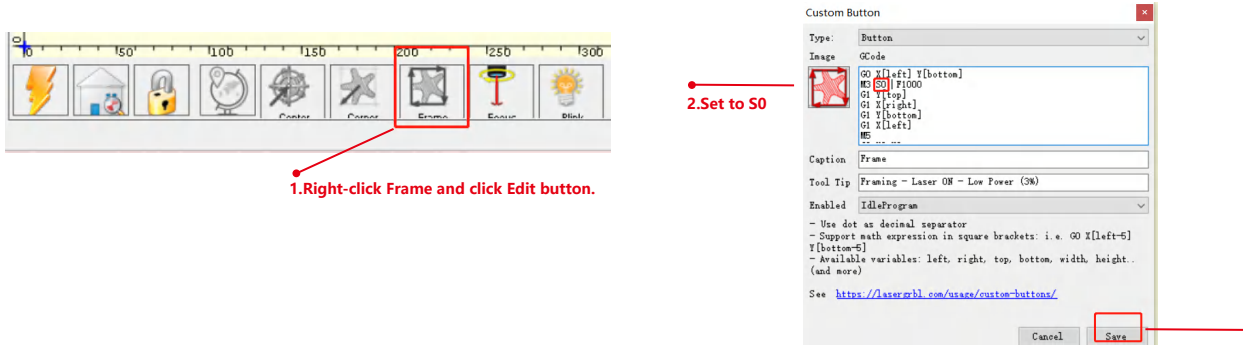 0
0
50
100
150
200
250
300
Center
Corner
Frame
Focus
Blink
1.Right-click Frame and click Edit button.
2.Set to S0
Custom Button
Type:
Button
Image
GCode
G0 X[left] Y[bottom]
M3 S0 F1000
G1 Y[top]
G1 X[right]
G1 Y[bottom]
G1 X[left]
M5
Caption
Frame
Tool Tip
Framing - Laser ON - Low Power (3%)
Enabled
IdleProgram
- Use dot as decimal separator
- Support math expression in square brackets: i.e. G0 X[left-5]
Y[bottom-5]
- Available variables: left, right, top, bottom, width, height..
(and more)
See https://lasergrbl.com/usage/custom-buttons/
Cancel
Save